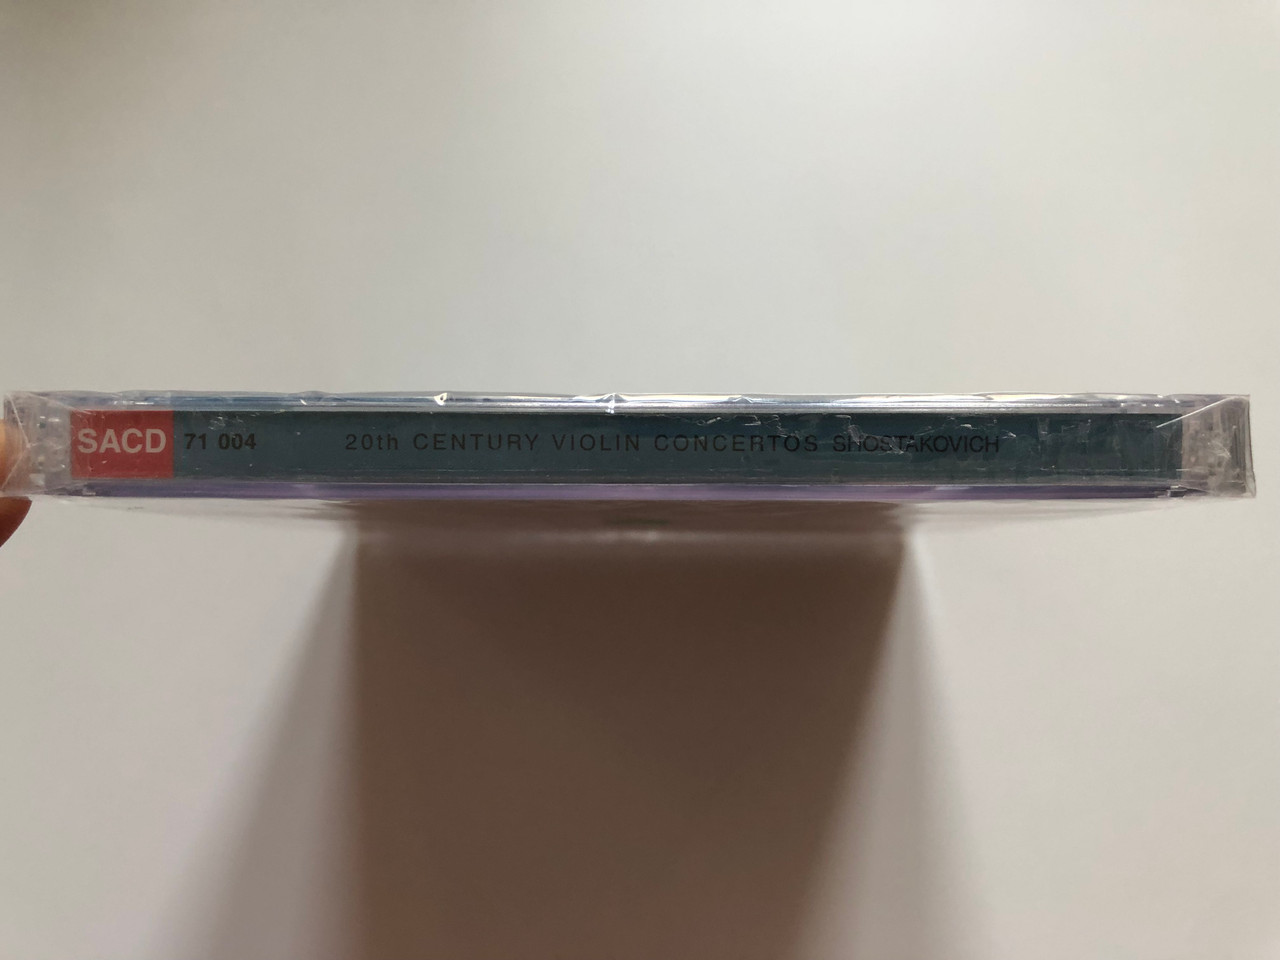 SACD 71 004 20th CENTURY VIOLIN CONCERTOS SHOSTAKOVICH